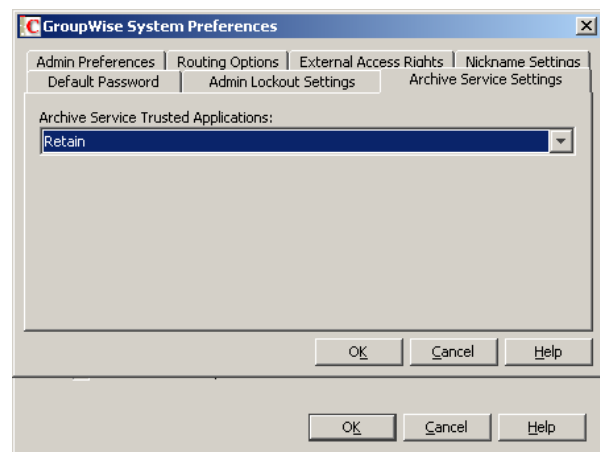 GroupWise System Preferences
Admin Preferences Routing Options External Access Rights Nickname Settings
Default Password Admin Lockout Settings Archive Service Settings
Archive Service Trusted Applications:
Retain
OK Cancel Help
OK Cancel Help